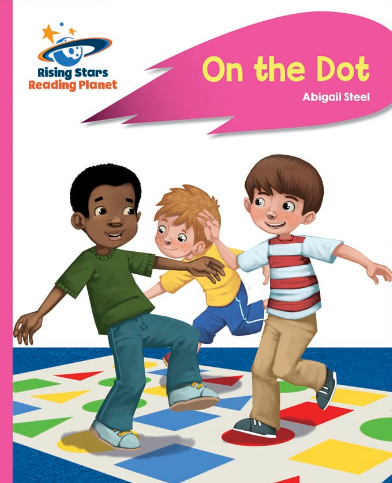 Rising Stars
Reading Planet
On the Dot
Abigail Steel